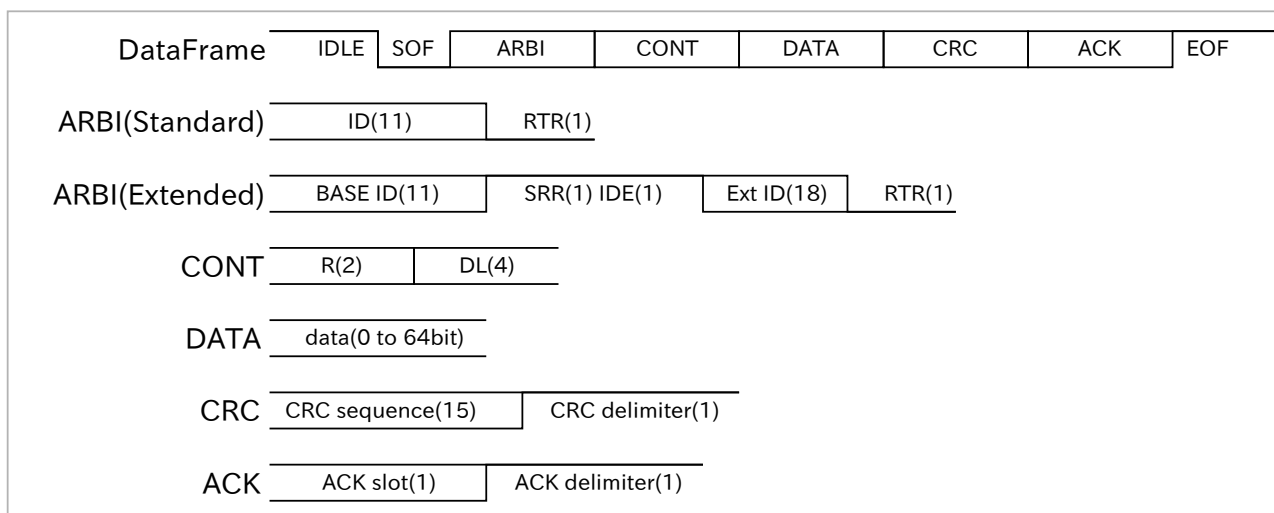 DataFrame IDLE SOF ARBI CONT DATA CRC ACK EOF
ARBI(Standard) ID(11) RTR(1)
ARBI(Extended) BASE ID(11) SRR(1) IDE(1) Ext ID(18) RTR(1)
CONT R(2) DL(4)
DATA data(0 to 64bit)
CRC CRC sequence(15) CRC delimiter(1)
ACK ACK slot(1) ACK delimiter(1)